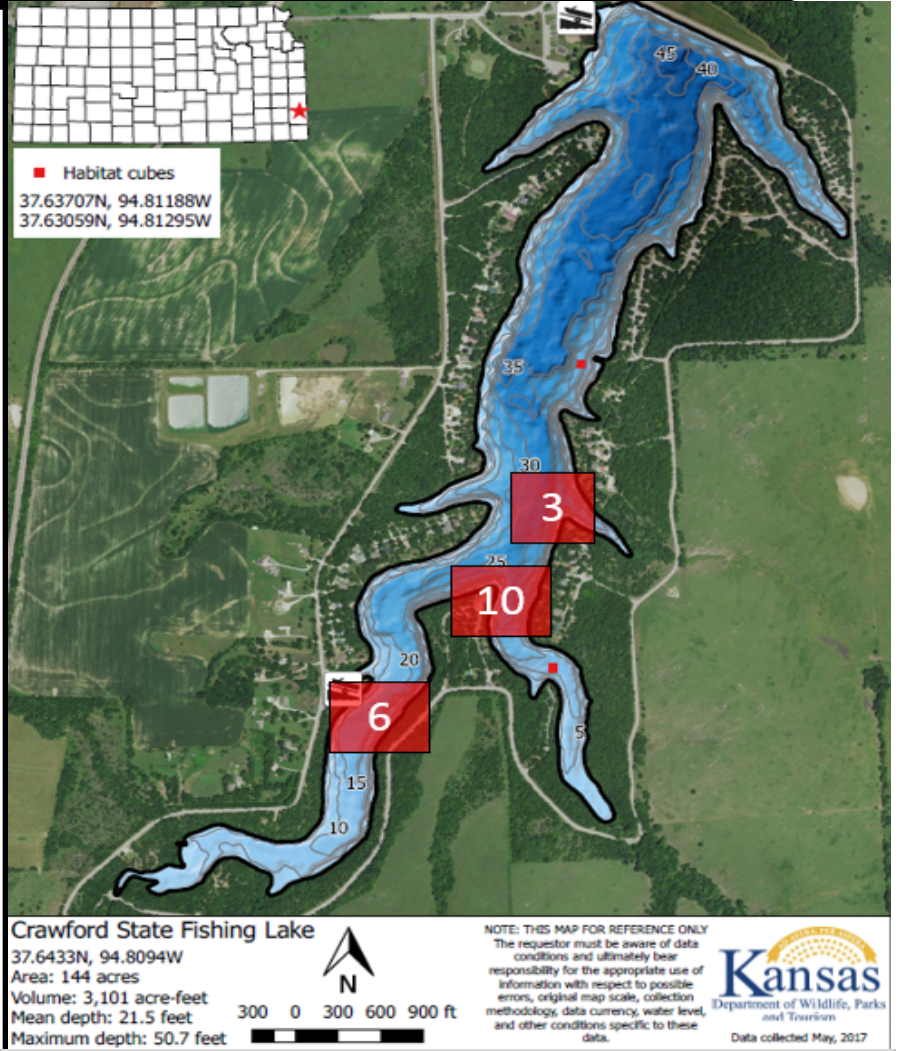 45
40
Habitat cubes
37.63707N, 94.81188W
37.63059N, 94.81295W
35
30
3
25
10
20
6
5
15
10
Crawford State Fishing Lake
37.6433N, 94.8094W
Area: 144 acres
Volume: 3,101 acre-feet
Mean depth: 21.5 feet
Maximum depth: 50.7 feet
N
300 0 300 600 900 ft
NOTE: THIS MAP FOR REFERENCE ONLY
The requestor must be aware of data
conditions and ultimately bear
responsibility for the appropriate use of
information with respect to possible
errors, original map scale, collection
methodology, data currency, water level,
and other conditions specific to these
data.
AD ASTRA PER ASPERA
Kansas
Department of Wildlife, Parks
and Tourism
Data collected May, 2017